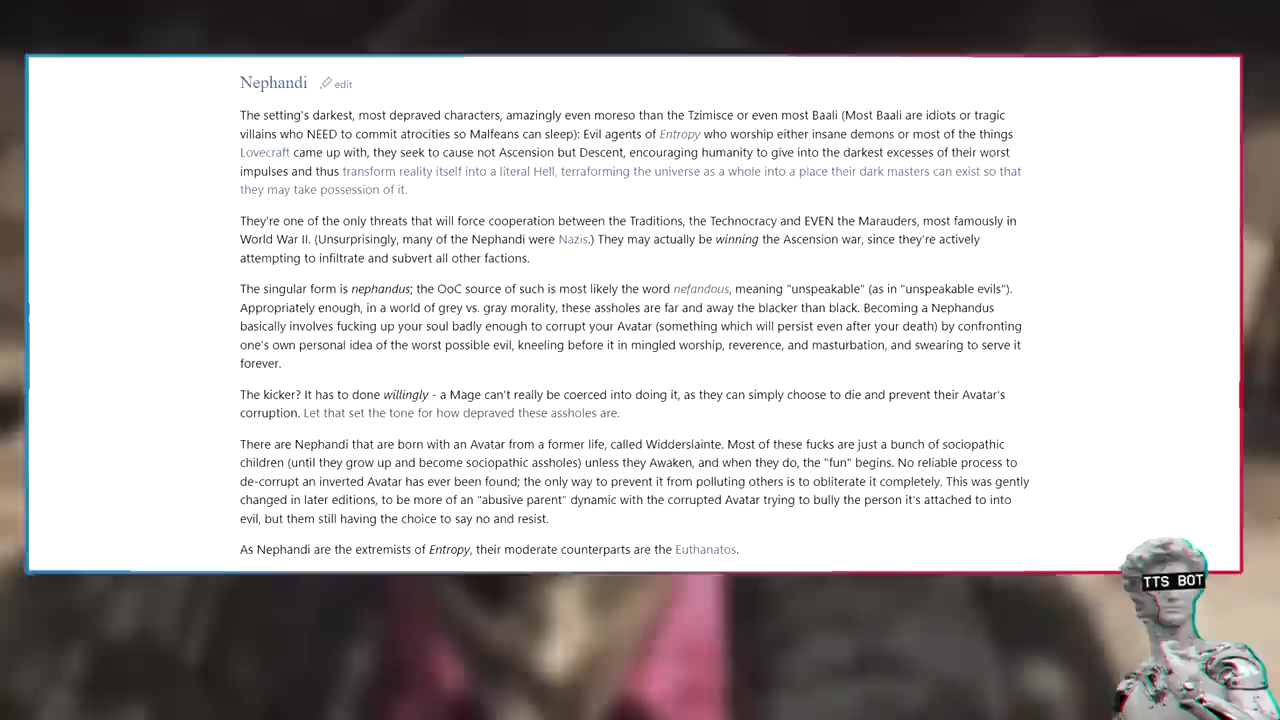 Nephandi edit
The setting's darkest, most depraved characters, amazingly even moreso than the Tzimisce or even most Baali (Most Baali are idiots or tragic
villains who NEED to commit atrocities so Malfeans can sleep): Evil agents of Entropy who worship either insane demons or most of the things
Lovecraft came up with, they seek to cause not Ascension but Descent, encouraging humanity to give into the darkest excesses of their worst
impulses and thus transform reality itself into a literal Hell, terraforming the universe as a whole into a place their dark masters can exist so that
they may take possession of it.
They're one of the only threats that will force cooperation between the Traditions, the Technocracy and EVEN the Marauders, most famously in
World War II. (Unsurprisingly, many of the Nephandi were Nazis.) They may actually be winning the Ascension war, since they're actively
attempting to infiltrate and subvert all other factions.
The singular form is nephandus; the OoC source of such is most likely the word nefandous, meaning "unspeakable" (as in "unspeakable evils").
Appropriately enough, in a world of grey vs. gray morality, these assholes are far and away the blacker than black. Becoming a Nephandus
basically involves fucking up your soul badly enough to corrupt your Avatar (something which will persist even after your death) by confronting
one's own personal idea of the worst possible evil, kneeling before it in mingled worship, reverence, and masturbation, and swearing to serve it
forever.
The kicker? It has to done willingly - a Mage can't really be coerced into doing it, as they can simply choose to die and prevent their Avatar's
corruption. Let that set the tone for how depraved these assholes are.
There are Nephandi that are born with an Avatar from a former life, called Widderslainte. Most of these fucks are just a bunch of sociopathic
children (until they grow up and become sociopathic assholes) unless they Awaken, and when they do, the "fun" begins. No reliable process to
de-corrupt an inverted Avatar has ever been found; the only way to prevent it from polluting others is to obliterate it completely. This was gently
changed in later editions, to be more of an "abusive parent" dynamic with the corrupted Avatar trying to bully the person it's attached to into
evil, but them still having the choice to say no and resist.
As Nephandi are the extremists of Entropy, their moderate counterparts are the Euthanatos.
TTS BOT